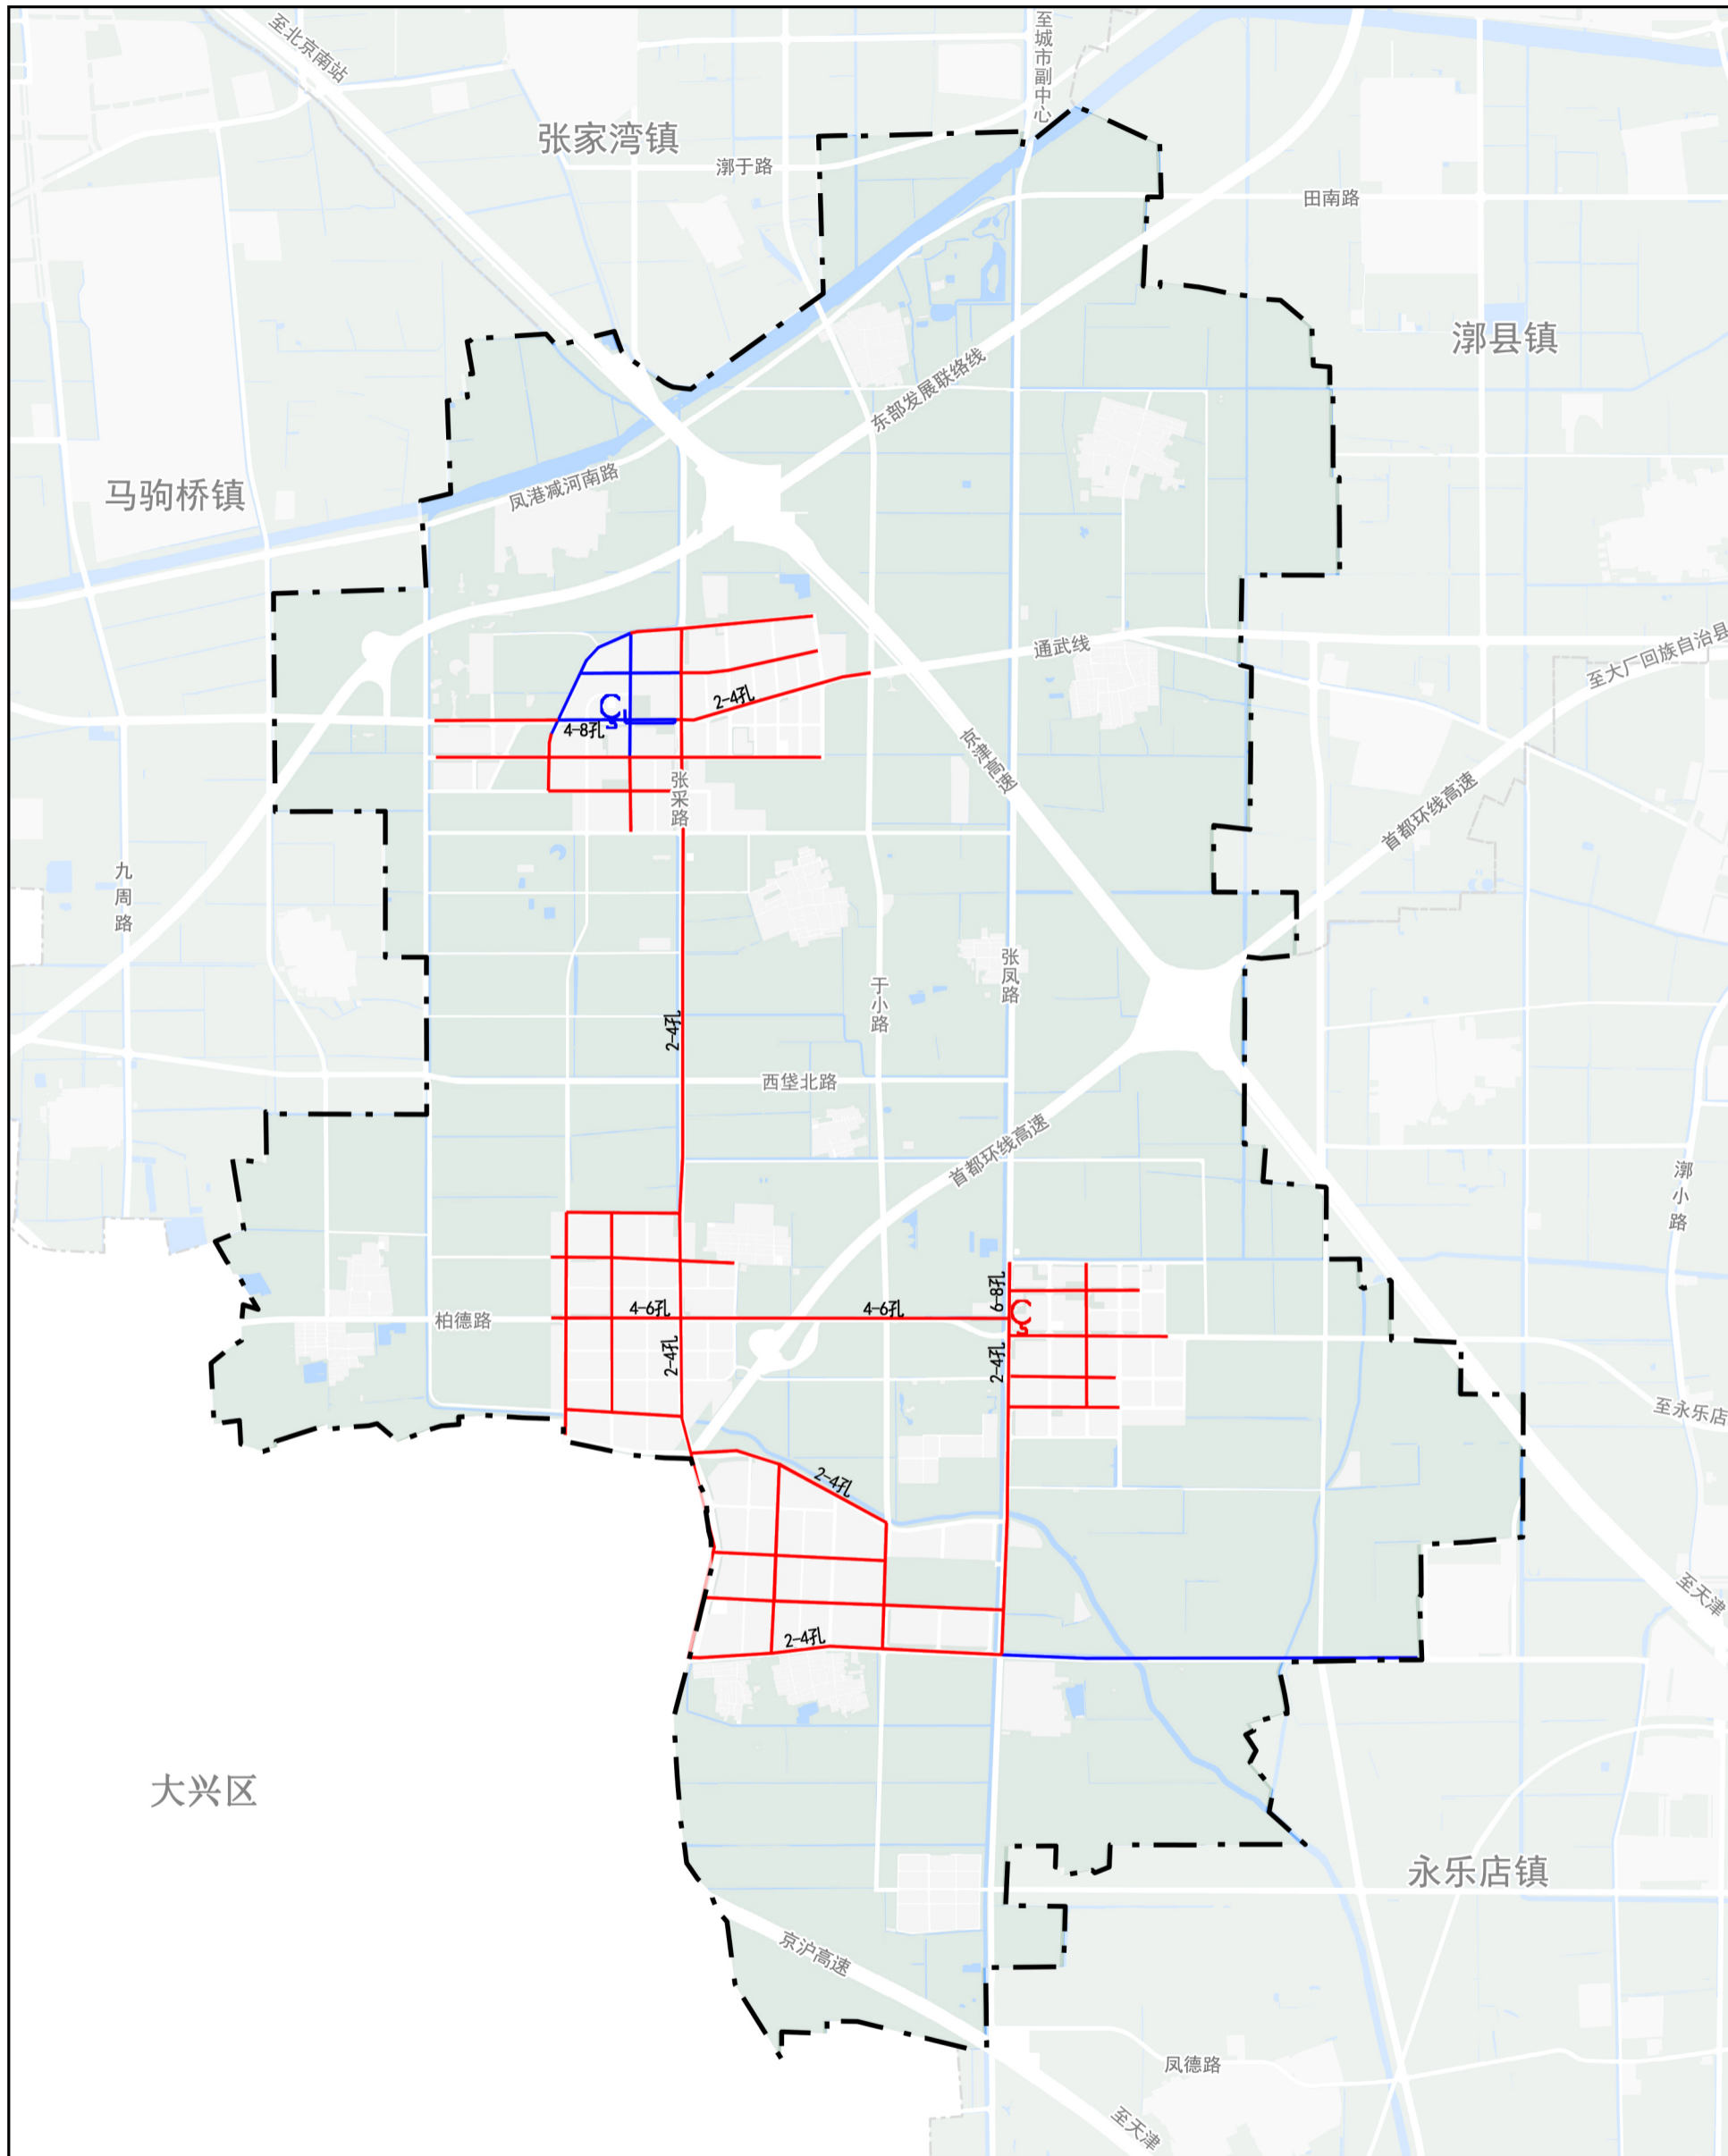 至北京南站
至城市副中心
张家湾镇
漷于路
田南路
漷县镇
东部发展联络线
马驹桥镇
凤港减河南路
通武线
至大厂回族自治县
2-4孔
4-8孔
京津高速
张采路
首都环线高速
九周路
张凤路
于小路
2-4孔
西垡北路
首都环线高速
漷小路
6-8孔
4-6孔
4-6孔
柏德路
2-4孔
2-4孔
至永乐店
2-4孔
至天津
2-4孔
大兴区
永乐店镇
京沪高速
凤德路
至天津